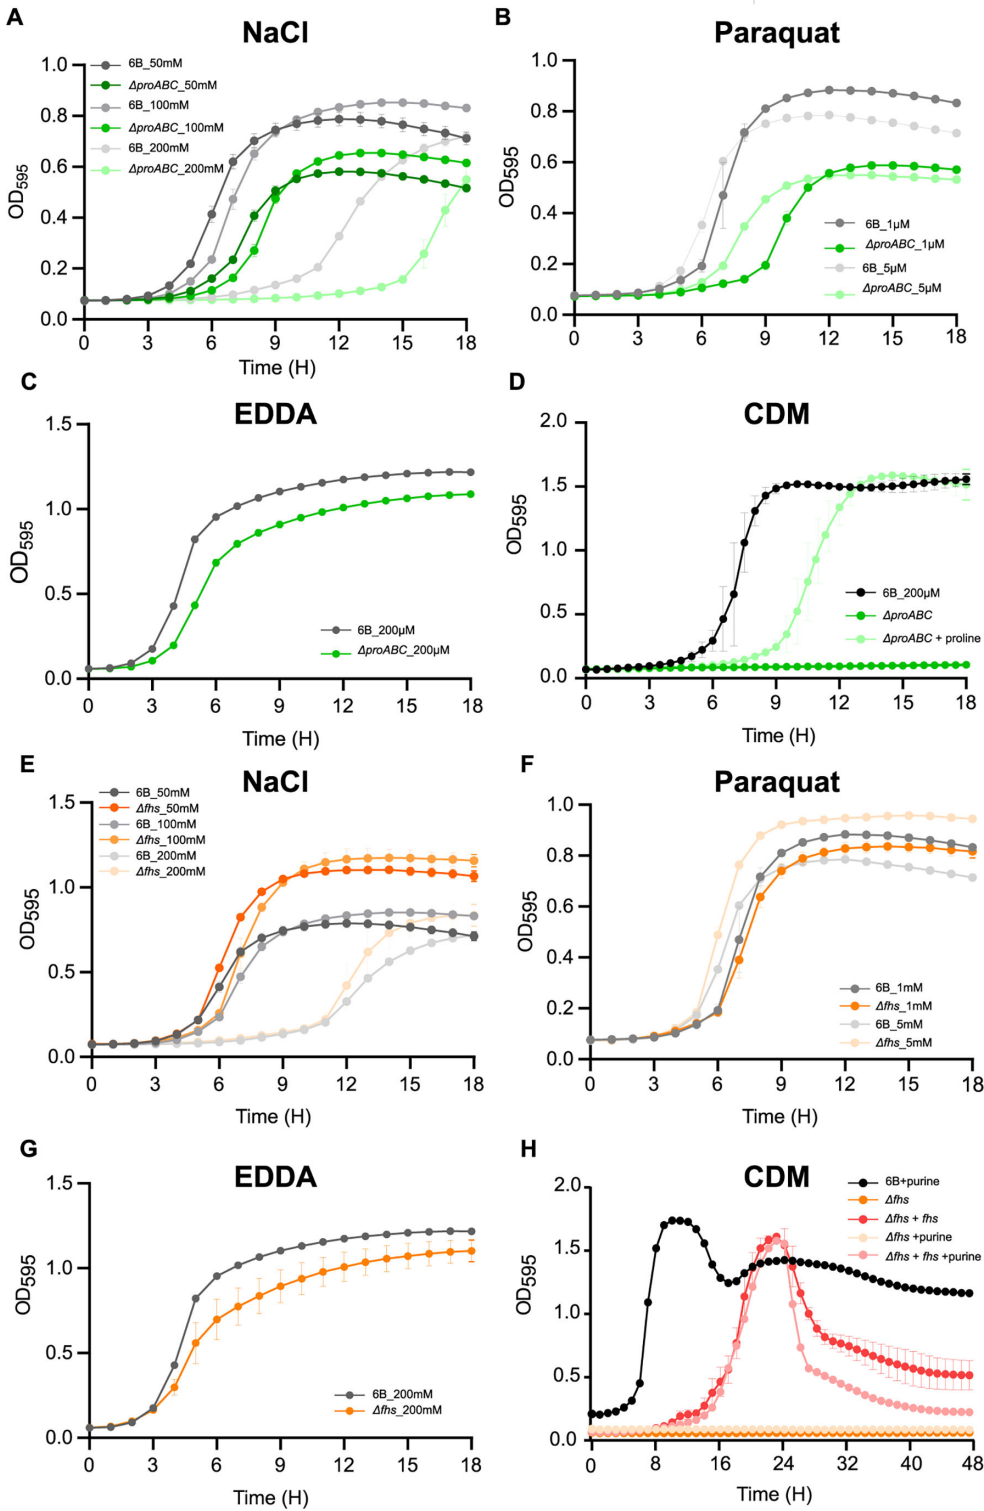 A
NaCl
6B_50mM
ΔproABC_50mM
6B_100mM
ΔproABC_100mM
6B_200mM
ΔproABC_200mM
1.0
0.8
0.6
0.4
0.2
0.0
OD595
0 3 6 9 12 15 18
Time (H)
B
Paraquat
1.0
0.8
0.6
0.4
0.2
0.0
OD595
6B_1µM
ΔproABC_1µM
6B_5µM
ΔproABC_5µM
0 3 6 9 12 15 18
Time (H)
C
EDDA
1.5
1.0
0.5
0.0
OD595
6B_200µM
ΔproABC_200µM
0 3 6 9 12 15 18
Time (H)
D
CDM
2.0
1.5
1.0
0.5
0.0
OD595
6B_200µM
ΔproABC
ΔproABC + proline
0 3 6 9 12 15 18
Time (H)
E
NaCl
6B_50mM
Δfhs_50mM
6B_100mM
Δfhs_100mM
6B_200mM
Δfhs_200mM
1.5
1.0
0.5
0.0
OD595
0 3 6 9 12 15 18
Time (H)
F
Paraquat
1.0
0.8
0.6
0.4
0.2
0.0
OD595
6B_1mM
Δfhs_1mM
6B_5mM
Δfhs_5mM
0 3 6 9 12 15 18
Time (H)
G
EDDA
1.5
1.0
0.5
0.0
OD595
6B_200mM
Δfhs_200mM
0 3 6 9 12 15 18
Time (H)
H
CDM
6B+purine
Δfhs
Δfhs + fhs
Δfhs +purine
Δfhs + fhs +purine
2.0
1.5
1.0
0.5
0.0
OD595
0 8 16 24 32 40 48
Time (H)